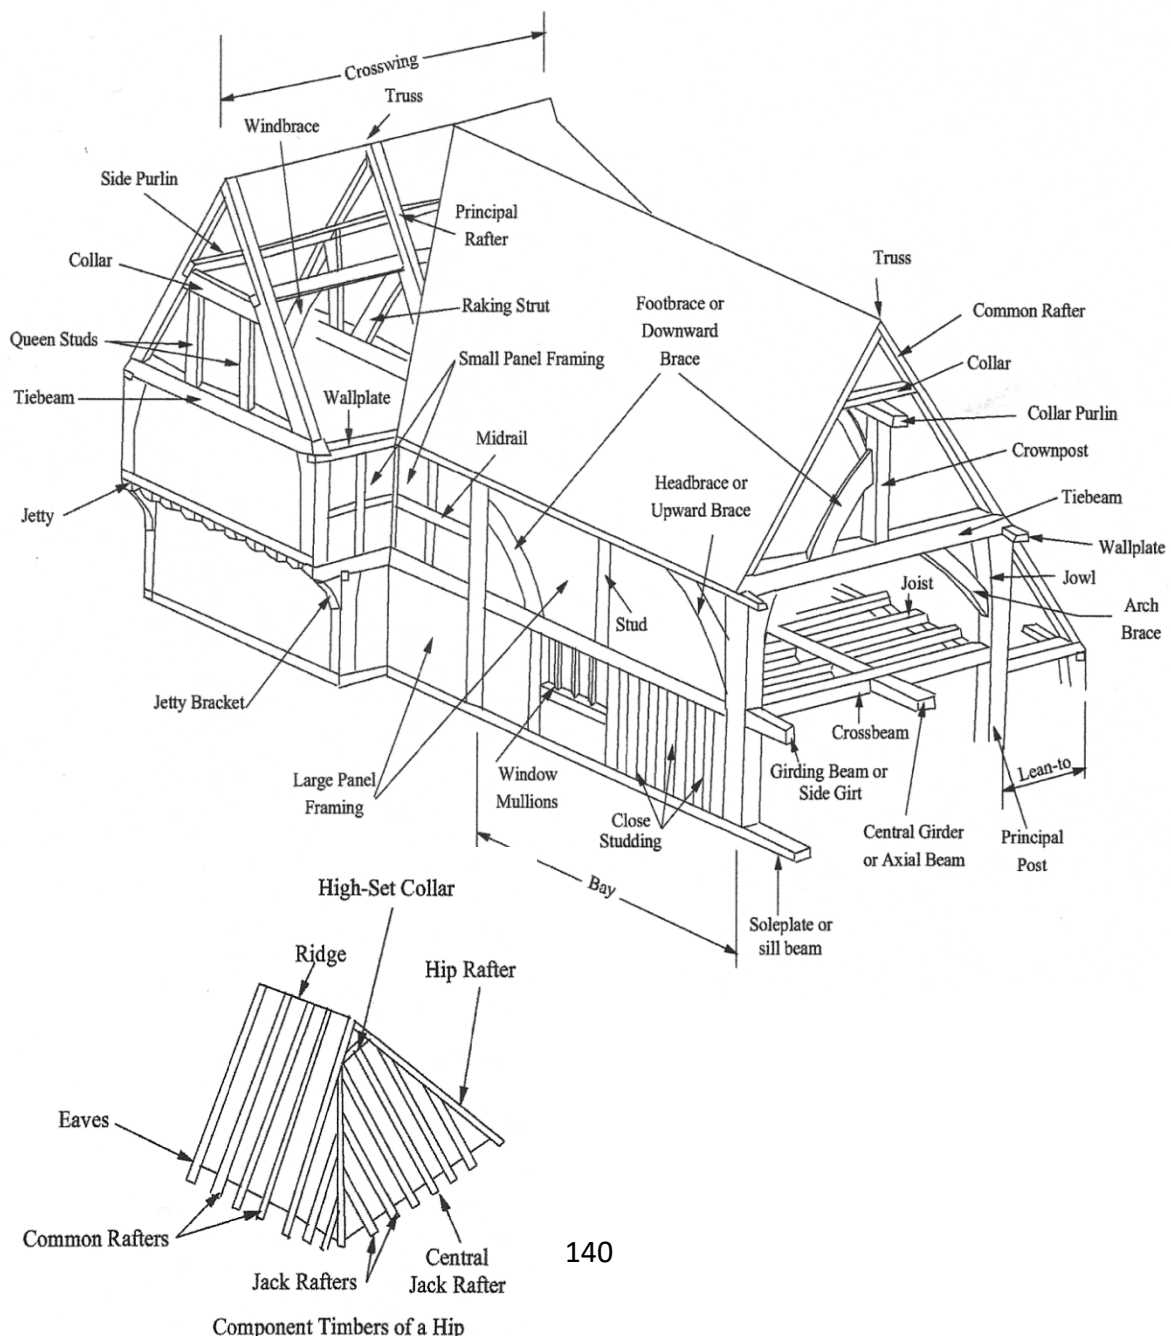 Crosswing
Truss
Windbrace
Side Purlin
Principal
Rafter
Collar
Truss
Footbrace or
Downward
Brace
Common Rafter
Raking Strut
Queen Studs
Small Panel Framing
Collar
Tiebeam
Wallplate
Collar Purlin
Midrail
Crownpost
Headbrace or
Upward Brace
Tiebeam
Jetty
Wallplate
Joist
Jowl
Arch
Brace
Stud
Jetty Bracket
Crossbeam
Large Panel
Framing
Window
Mullions
Girding Beam or
Side Girt
Lean-to
Close
Studding
Central Girder
or Axial Beam
Principal
Post
Bay
Soleplate or
sill beam
High-Set Collar
Ridge
Hip Rafter
Eaves
Common Rafters
Jack Rafters
Central
Jack Rafter
140
Component Timbers of a Hip